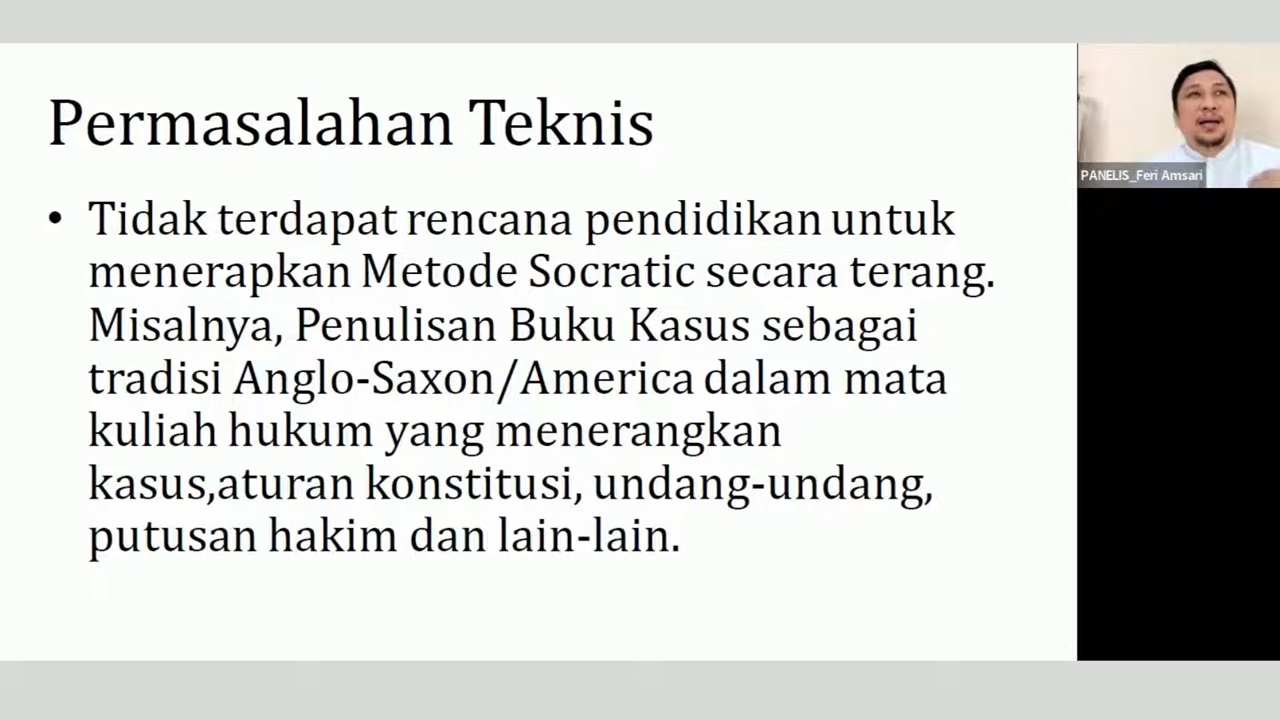 Permasalahan Teknis
• Tidak terdapat rencana pendidikan untuk
menerapkan Metode Socratic secara terang.
Misalnya, Penulisan Buku Kasus sebagai
tradisi Anglo-Saxon/America dalam mata
kuliah hukum yang menerangkan
kasus,aturan konstitusi, undang-undang,
putusan hakim dan lain-lain.
PANELIS_Feri Amsari